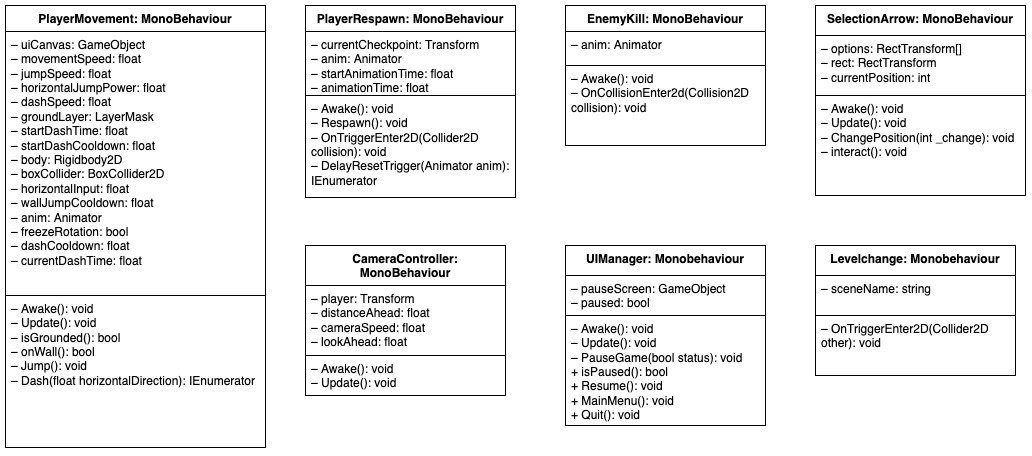 PlayerMovement: MonoBehaviour
– uiCanvas: GameObject
– movementSpeed: float
– jumpSpeed: float
– horizontalJumpPower: float
– dashSpeed: float
– groundLayer: LayerMask
– startDashTime: float
– startDashCooldown: float
– body: Rigidbody2D
– boxCollider: BoxCollider2D
– horizontalInput: float
– wallJumpCooldown: float
– anim: Animator
– freezeRotation: bool
– dashCooldown: float
– currentDashTime: float
– Awake(): void
– Update(): void
– isGrounded(): bool
– onWall(): bool
– Jump(): void
– Dash(float horizontalDirection): IEnumerator
PlayerRespawn: MonoBehaviour
– currentCheckpoint: Transform
– anim: Animator
– startAnimationTime: float
– animationTime: float
– Awake(): void
– Respawn(): void
– OnTriggerEnter2D(Collider2D
collision): void
– DelayResetTrigger(Animator anim):
IEnumerator
EnemyKill: MonoBehaviour
– anim: Animator
– Awake(): void
– OnCollisionEnter2d(Collision2D
collision): void
SelectionArrow: MonoBehaviour
– options: RectTransform[]
– rect: RectTransform
– currentPosition: int
– Awake(): void
– Update(): void
– ChangePosition(int _change): void
– interact(): void
CameraController:
MonoBehaviour
– player: Transform
– distanceAhead: float
– cameraSpeed: float
– lookAhead: float
– Awake(): void
– Update(): void
UIManager: Monobehaviour
– pauseScreen: GameObject
– paused: bool
– Awake(): void
– Update(): void
– PauseGame(bool status): void
+ isPaused(): bool
+ Resume(): void
+ MainMenu(): void
+ Quit(): void
Levelchange: Monobehaviour
– sceneName: string
– OnTriggerEnter2D(Collider2D
other): void